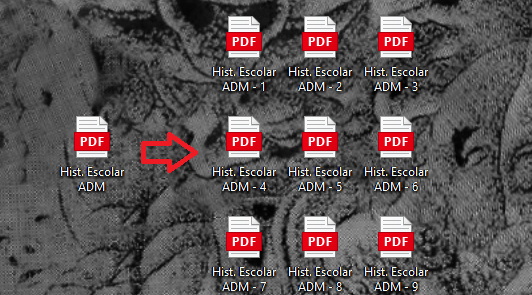 PDF
Hist. Escolar
ADM - 1
PDF
Hist. Escolar
ADM - 2
PDF
Hist. Escolar
ADM - 3
PDF
Hist. Escolar
ADM
PDF
Hist. Escolar
ADM - 4
PDF
Hist. Escolar
ADM - 5
PDF
Hist. Escolar
ADM - 6
PDF
Hist. Escolar
ADM - 7
PDF
Hist. Escolar
ADM - 8
PDF
Hist. Escolar
ADM - 9